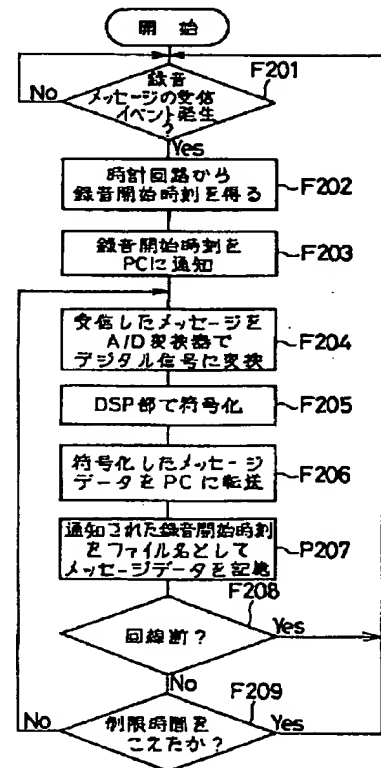 開始
録音
メッセージの受信
イベント発生
?
F201
No
Yes
時計回路から
録音開始時刻を得る
F202
録音開始時刻を
PCに通知
F203
受信したメッセージを
A/D変換器で
デジタル信号に変換
F204
DSP部で符号化
F205
符号化したメッセージ
データをPCに転送
F206
通知された録音開始時刻
をファイル名として
メッセージデータを記憶
P207
F208
回線断?
Yes
No
F209
制限時間を
こえたか?
No
Yes